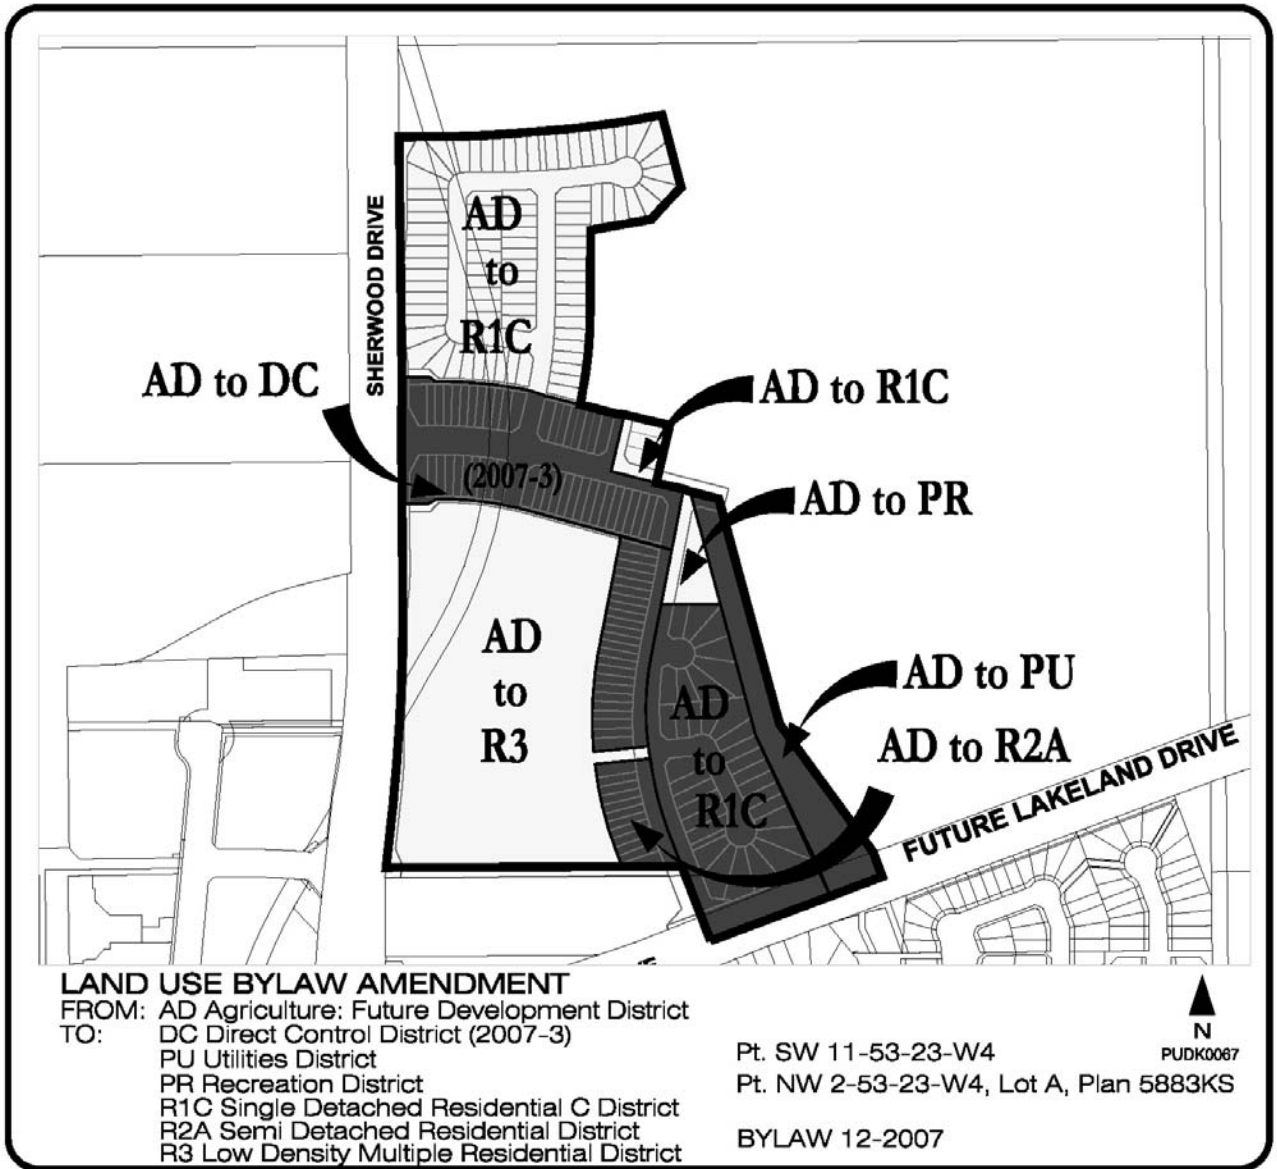 SHERWOOD DRIVE
AD
to
R1C
AD to DC
AD to R1C
(2007-3)
AD to PR
AD
to
R3
AD
to
R1C
AD to PU
AD to R2A
FUTURE LAKELAND DRIVE
LAND USE BYLAW AMENDMENT
FROM: AD Agriculture: Future Development District
TO: DC Direct Control District (2007-3)
PU Utilities District
PR Recreation District
R1C Single Detached Residential C District
R2A Semi Detached Residential District
R3 Low Density Multiple Residential District
Pt. SW 11-53-23-W4
Pt. NW 2-53-23-W4, Lot A, Plan 5883KS
BYLAW 12-2007
N
PUDK0067